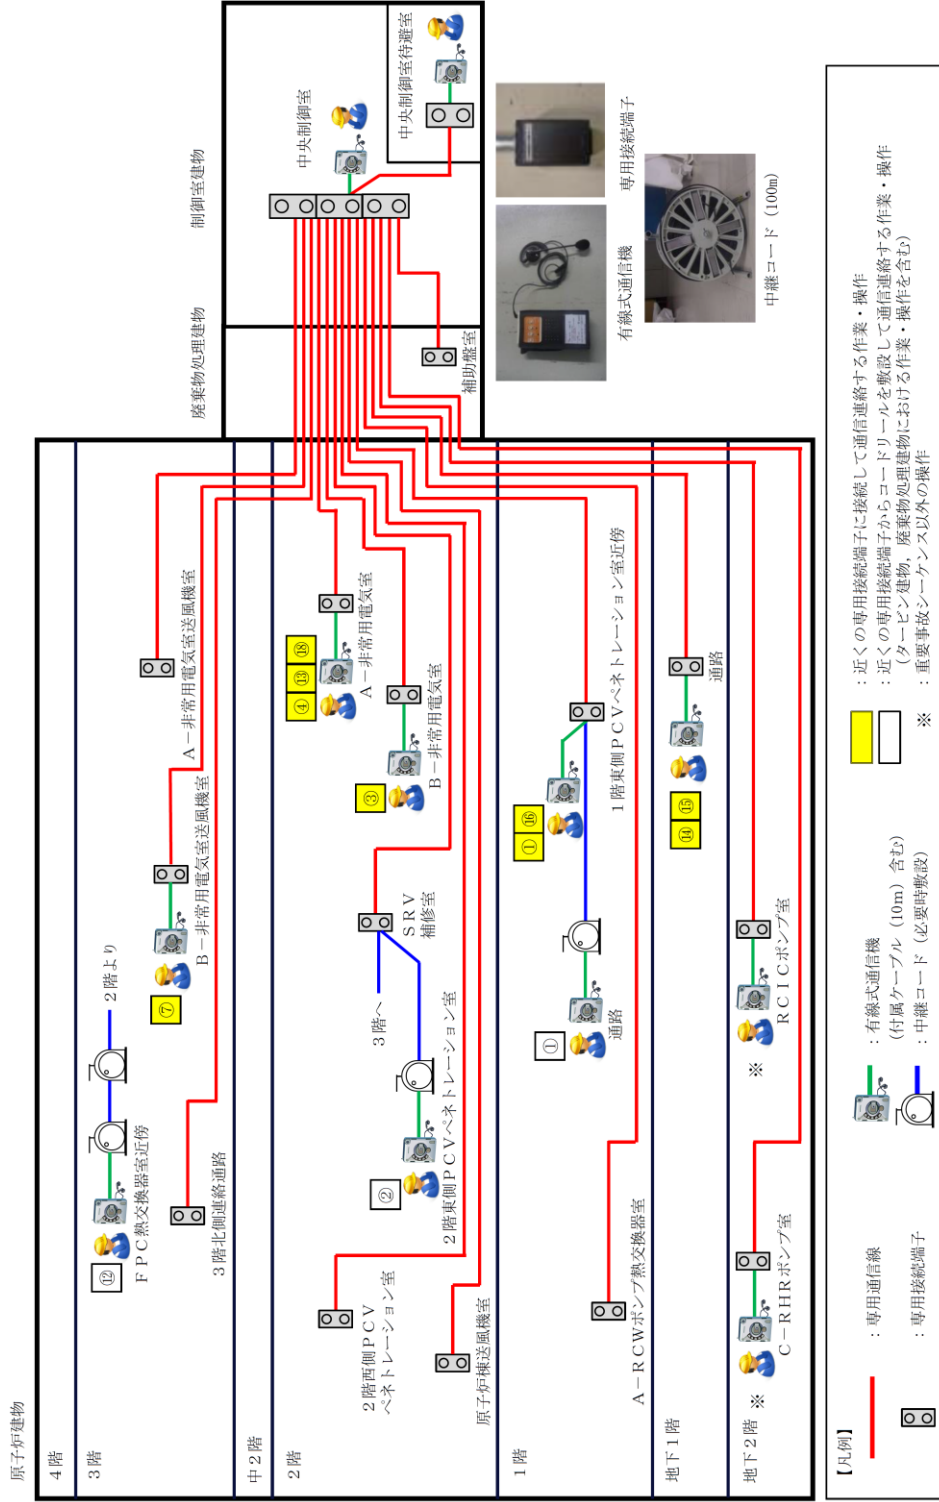 原子炉建物
廃棄物処理建物
制御室建物
4階
3階
中2階
2階
1階
地下1階
地下2階
中央制御室
中央制御室待避室
補助盤室
有線式通信機
専用接続端子
中継コード（100m）
⑫
FPC熱交換器室近傍
2階より
⑦
B－非常用電気室送風機室
A－非常用電気室送風機室
3階北側連絡通路
④
⑬
⑱
A－非常用電気室
③
B－非常用電気室
SRV
補修室
3階へ
②
2階東側PCVペネトレーション室
2階西側PCV
ペネトレーション室
原子炉棟送風機室
①
⑯
1階東側PCVペネトレーション室近傍
①
通路
A－RCWポンプ熱交換器室
⑭
⑮
通路
※
RCICポンプ室
※
C－RHRポンプ室
【凡例】
：専用通信線
：専用接続端子
：有線式通信機
（付属ケーブル（10m）含む）
：中継コード（必要時敷設）
：近くの専用接続端子に接続して通信連絡する作業・操作
：近くの専用接続端子からコードリールを敷設して通信連絡する作業・操作
（タービン建物，廃棄物処理建物における作業・操作を含む）
※：重要事故シーケンス以外の操作